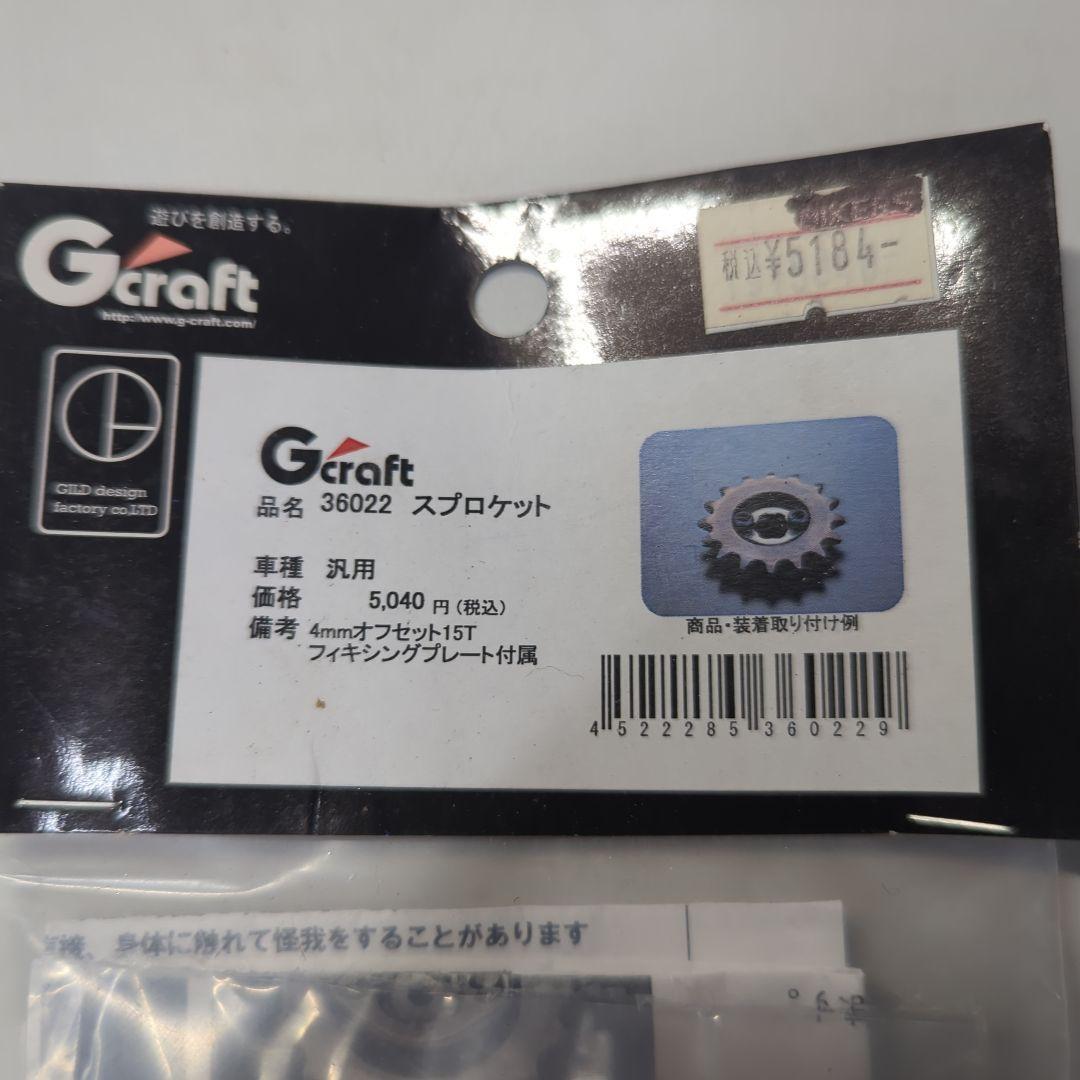 遊びを創造する。
G'craft
http://www.g-craft.com/
税込¥5184-
GILD design
factory co,LTD
G'craft
品名 36022 スプロケット
車種 汎用
価格 5,040 円(税込)
備考 4mmオフセット15T
フィキシングプレート付属
商品・装着取り付け例
4522285360229
、身体に触れて怪我をすることがあります